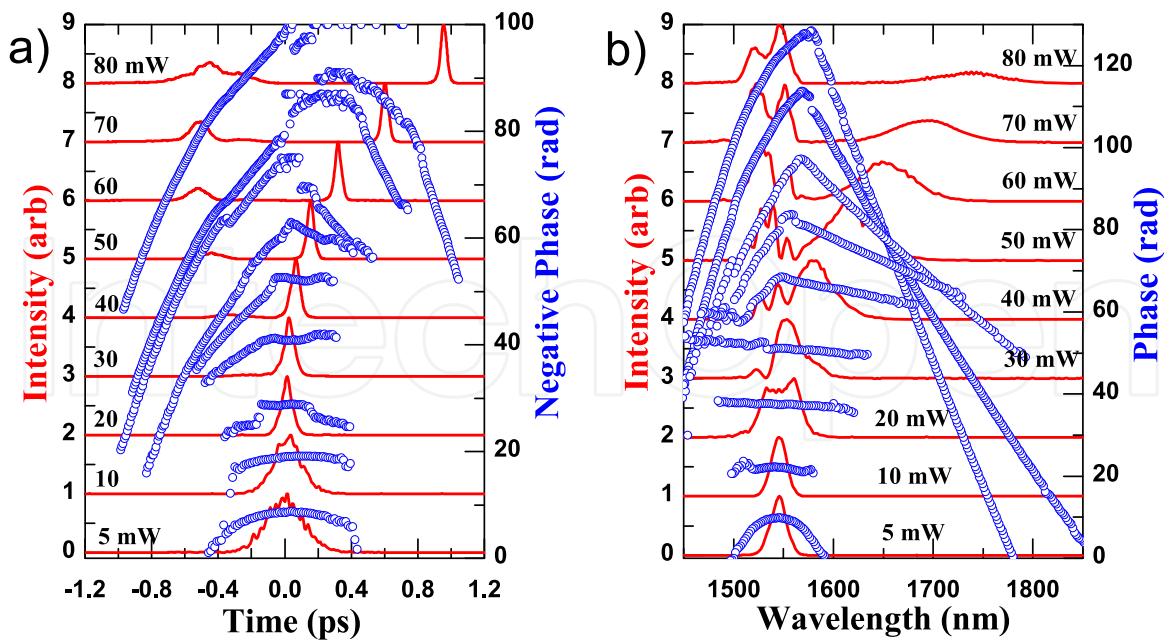 a)
9
8
7
6
5
4
3
2
1
0
80 mW
70
60
50
40
30
20
10
5 mW
100
80
60
40
20
0
-1.2 -0.8 -0.4 0.0 0.4 0.8 1.2
Time (ps)
Intensity (arb)
Negative Phase (rad)
b)
9
8
7
6
5
4
3
2
1
0
80 mW
70 mW
60 mW
50 mW
40 mW
30 mW
20 mW
10 mW
5 mW
120
100
80
60
40
20
0
1500 1600 1700 1800
Wavelength (nm)
Intensity (arb)
Phase (rad)
IntechOpen